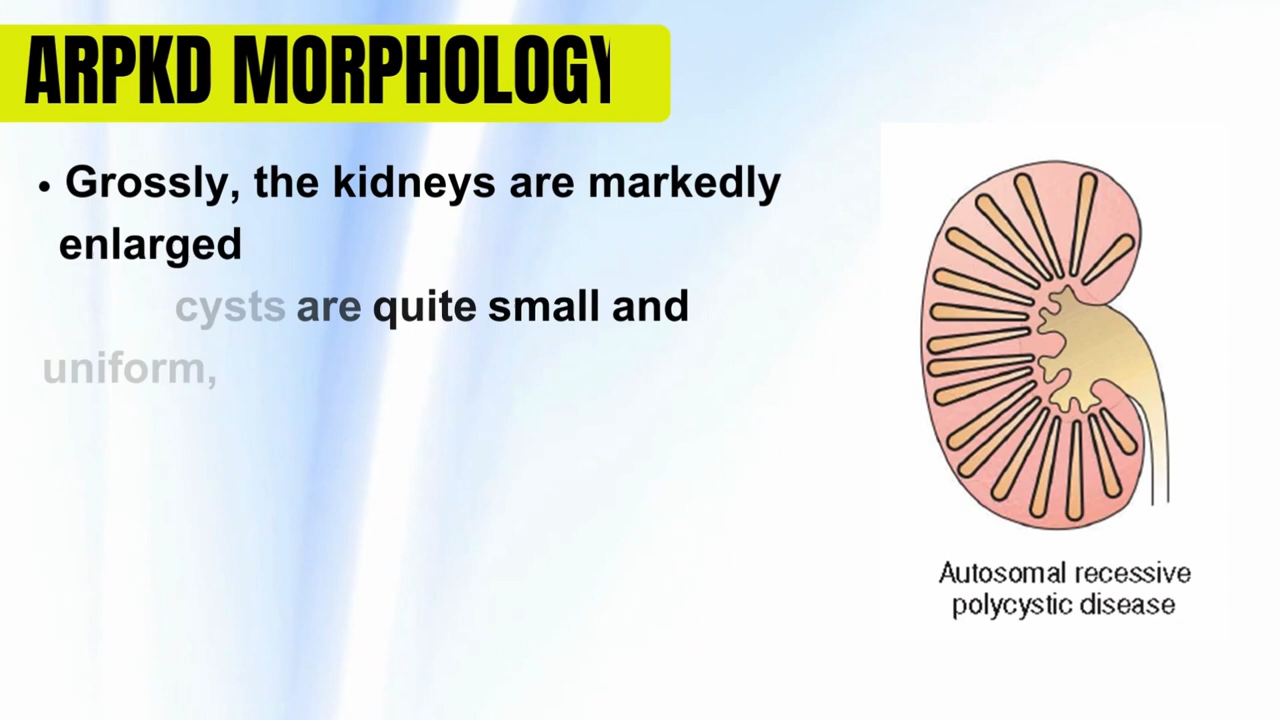 ARPKD MORPHOLOGY
• Grossly, the kidneys are markedly
enlarged
cysts are quite small and
uniform,
Autosomal recessive
polycystic disease